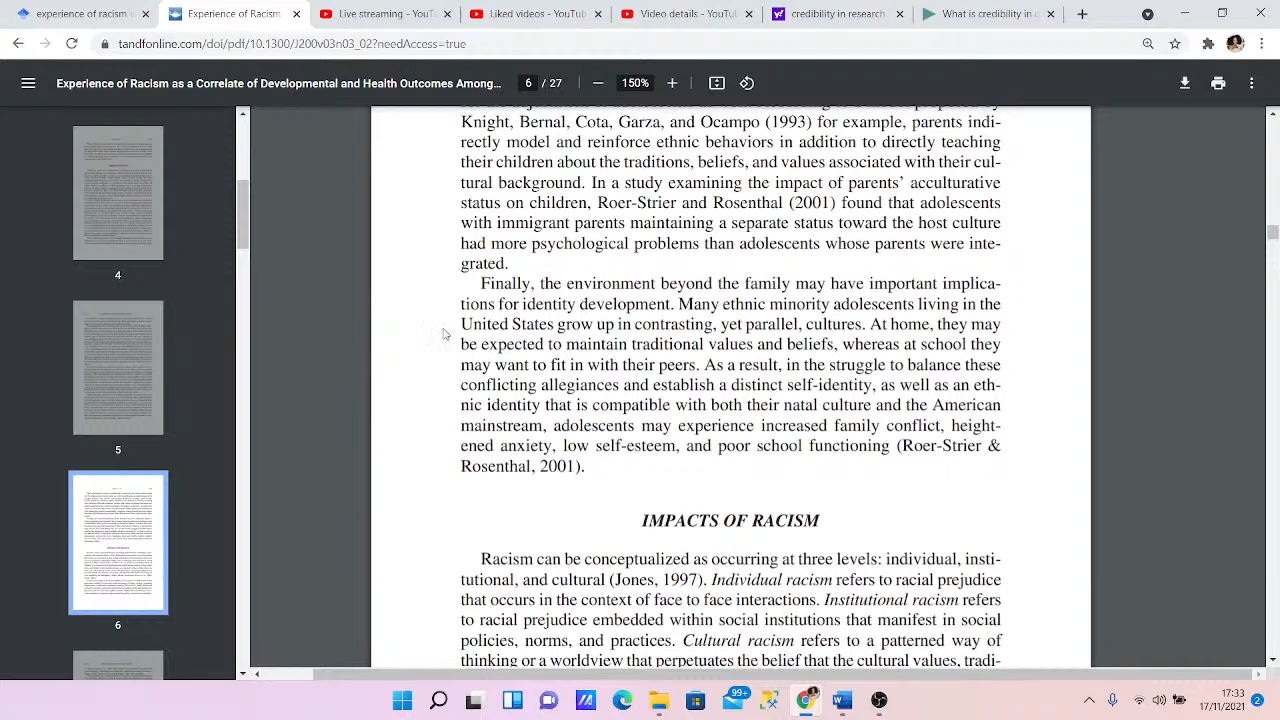 experience of racism
Experience of Racism
Live streaming - YouT
Liked videos - YouTub
Video details - YouTul
credibility in research
What is credibility in
tandfonline.com/doi/pdf/10.1300/J200v03n03_02?needAccess=true
Experience of Racism as a Correlate of Developmental and Health Outcomes Among...
6 / 27
150%
4
5
6
Knight, Bernal, Cota, Garza, and Ocampo (1993) for example, parents indi-
rectly model and reinforce ethnic behaviors in addition to directly teaching
their children about the traditions, beliefs, and values associated with their cul-
tural background. In a study examining the impact of parents' acculturative
status on children, Roer-Strier and Rosenthal (2001) found that adolescents
with immigrant parents maintaining a separate status toward the host culture
had more psychological problems than adolescents whose parents were inte-
grated.
Finally, the environment beyond the family may have important implica-
tions for identity development. Many ethnic minority adolescents living in the
United States grow up in contrasting, yet parallel, cultures. At home, they may
be expected to maintain traditional values and beliefs, whereas at school they
may want to fit in with their peers. As a result, in the struggle to balance these
conflicting allegiances and establish a distinct self-identity, as well as an eth-
nic identity that is compatible with both their natal culture and the American
mainstream, adolescents may experience increased family conflict, height-
ened anxiety, low self-esteem, and poor school functioning (Roer-Strier &
Rosenthal, 2001).
IMPACTS OF RACISM
Racism can be conceptualized as occurring at three levels: individual, insti-
tutional, and cultural (Jones, 1997). Individual racism refers to racial prejudice
that occurs in the context of face to face interactions. Institutional racism refers
to racial prejudice embedded within social institutions that manifest in social
policies, norms, and practices. Cultural racism refers to a patterned way of
thinking or a worldview that perpetuates the belief that the cultural values, tradi-
99+
17:33
17/11/2021
2